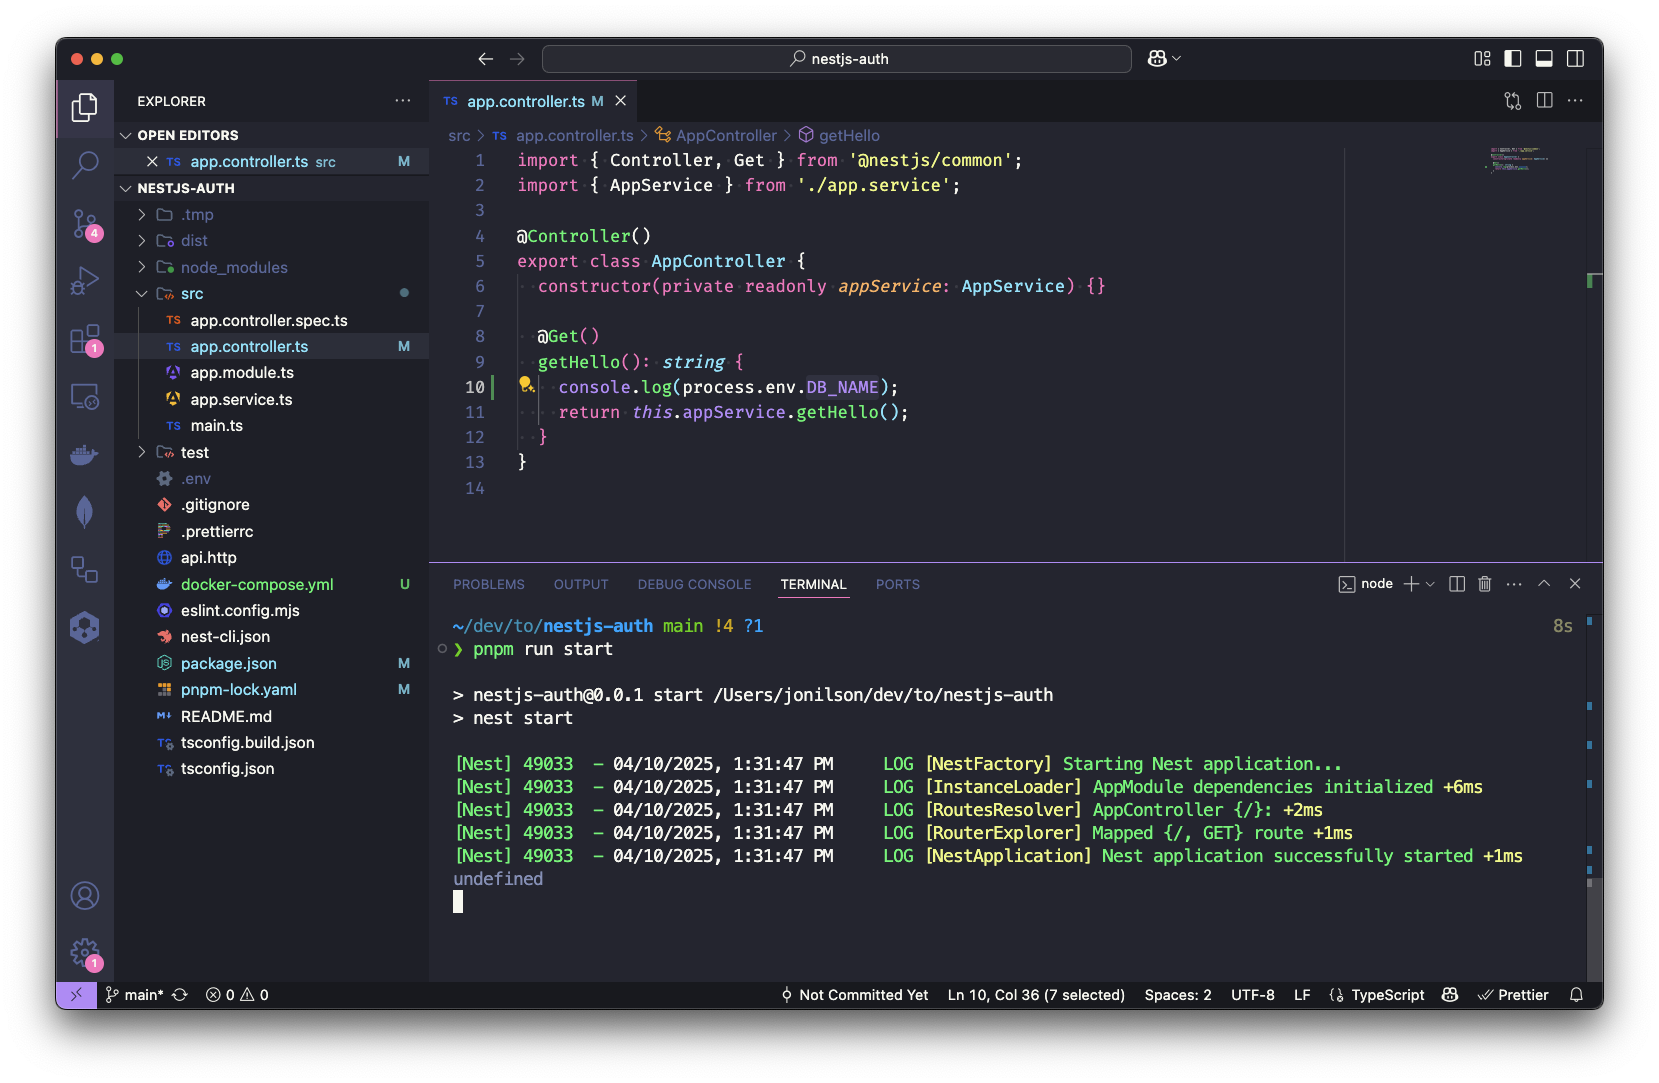 nestjs-auth
EXPLORER
OPEN EDITORS
TS app.controller.ts src M
NESTJS-AUTH
.tmp
dist
node_modules
src
TS app.controller.spec.ts
TS app.controller.ts M
app.module.ts
app.service.ts
TS main.ts
test
.env
.gitignore
.prettierrc
api.http
docker-compose.yml U
eslint.config.mjs
nest-cli.json
package.json M
pnpm-lock.yaml M
README.md
tsconfig.build.json
tsconfig.json
4
1
1
TS app.controller.ts M
src > TS app.controller.ts > AppController > getHello
1 import { Controller, Get } from '@nestjs/common';
2 import { AppService } from './app.service';
3
4 @Controller()
5 export class AppController {
6 constructor(private readonly appService: AppService) {}
7
8 @Get()
9 getHello(): string {
10 console.log(process.env.DB_NAME);
11 return this.appService.getHello();
12 }
13 }
14
PROBLEMS OUTPUT DEBUG CONSOLE TERMINAL PORTS node
~/dev/to/nestjs-auth main !4 ?1 8s
❯ pnpm run start
> nestjs-auth@0.0.1 start /Users/jonilson/dev/to/nestjs-auth
> nest start
[Nest] 49033 - 04/10/2025, 1:31:47 PM LOG [NestFactory] Starting Nest application...
[Nest] 49033 - 04/10/2025, 1:31:47 PM LOG [InstanceLoader] AppModule dependencies initialized +6ms
[Nest] 49033 - 04/10/2025, 1:31:47 PM LOG [RoutesResolver] AppController {/}: +2ms
[Nest] 49033 - 04/10/2025, 1:31:47 PM LOG [RouterExplorer] Mapped {/, GET} route +1ms
[Nest] 49033 - 04/10/2025, 1:31:47 PM LOG [NestApplication] Nest application successfully started +1ms
undefined
main* 0 0 Not Committed Yet Ln 10, Col 36 (7 selected) Spaces: 2 UTF-8 LF TypeScript Prettier